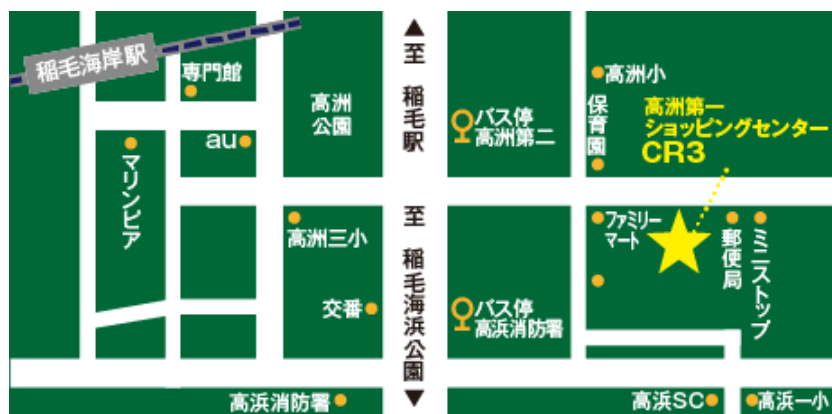 稲毛海岸駅
専門館
au
マリンピア
高洲
公園
高洲三小
交番
高浜消防署
▲至 稲毛駅
至 稲毛海浜公園▼
バス停
高洲第二
バス停
高浜消防署
高洲小
保育園
高洲第一
ショッピングセンター
CR3
ファミリー
マート
郵便局
ミニストップ
高浜SC
高浜一小